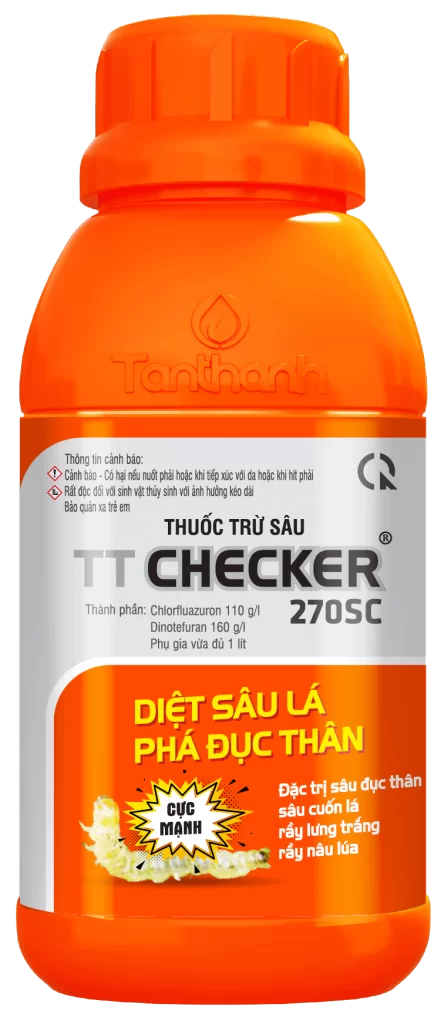 Tanthanh
Thông tin cảnh báo:
Cảnh báo - Có hại nếu nuốt phải hoặc khi tiếp xúc với da hoặc khi hít phải
Rất độc đối với sinh vật thủy sinh với ảnh hưởng kéo dài
Bảo quản xa trẻ em
THUỐC TRỪ SÂU
TT CHECKER®
270SC
Thành phần: Chlorfluazuron 110 g/l
Dinotefuran 160 g/l
Phụ gia vừa đủ 1 lít
DIỆT SÂU LÁ
PHÁ ĐỤC THÂN
CỰC
MẠNH
Đặc trị sâu đục thân
sâu cuốn lá
rầy lưng trắng
rầy nâu lúa